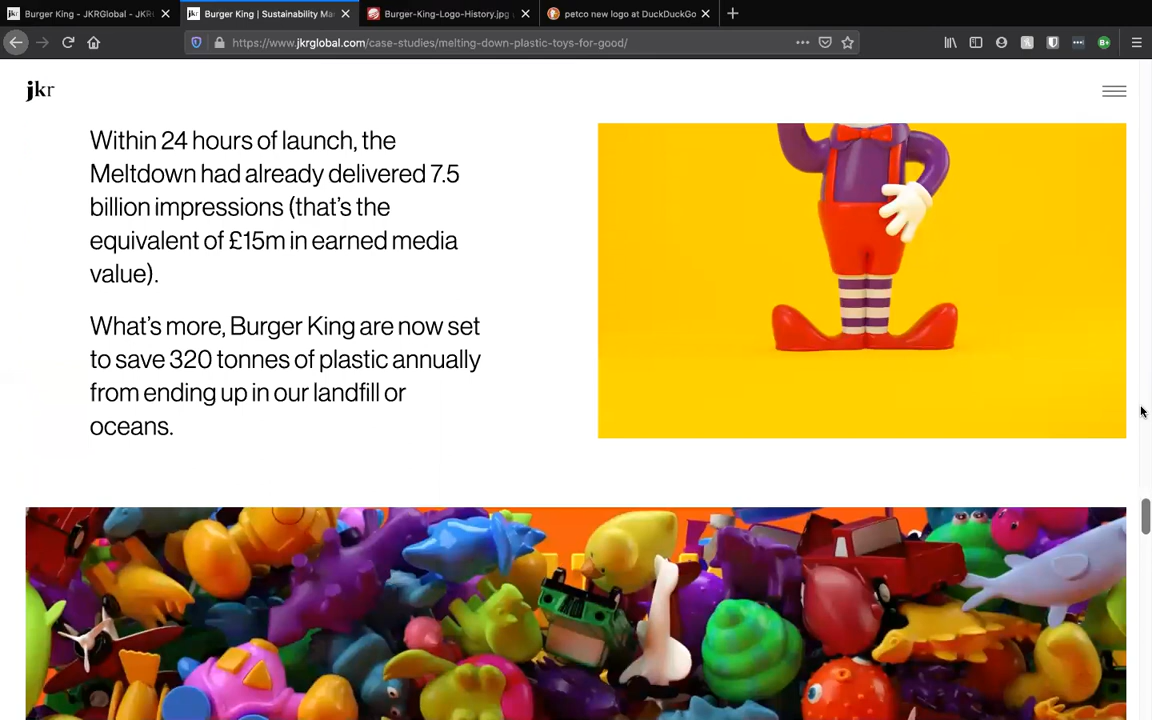 Burger King - JKRGlobal - JKR
Burger King | Sustainability Ma
Burger-King-Logo-History.jpg
petco new logo at DuckDuckGo
https://www.jkrglobal.com/case-studies/melting-down-plastic-toys-for-good/
jkr
Within 24 hours of launch, the
Meltdown had already delivered 7.5
billion impressions (that’s the
equivalent of £15m in earned media
value).
What’s more, Burger King are now set
to save 320 tonnes of plastic annually
from ending up in our landfill or
oceans.